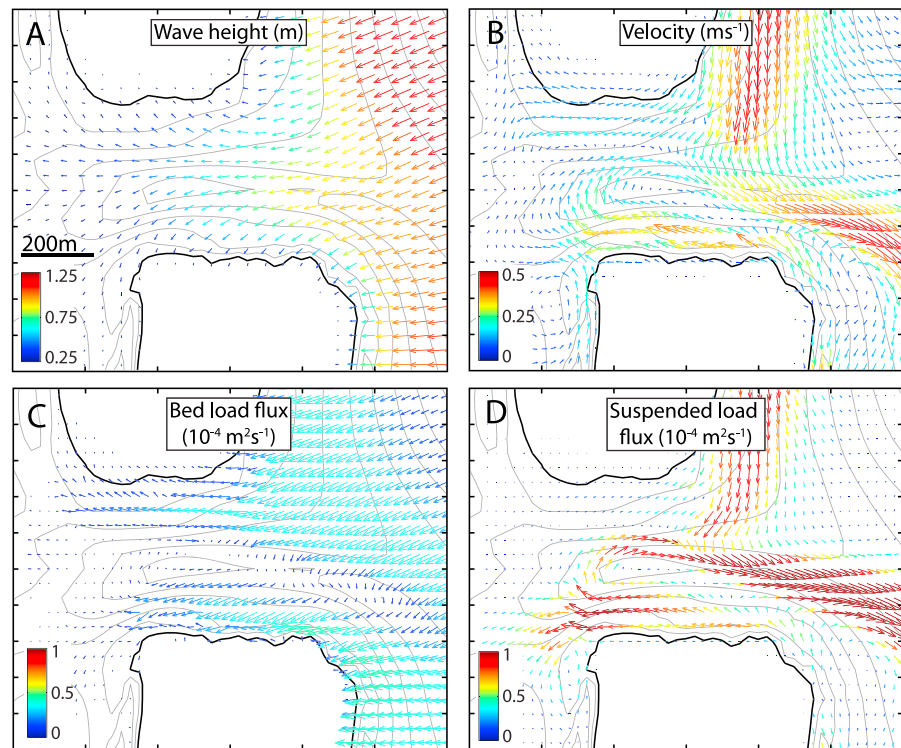 A
Wave height (m)
200m
1.25
0.75
0.25
B
Velocity (ms⁻¹)
0.5
0.25
0
C
Bed load flux
(10⁻⁴ m²s⁻¹)
1
0.5
0
D
Suspended load
flux (10⁻⁴ m²s⁻¹)
1
0.5
0